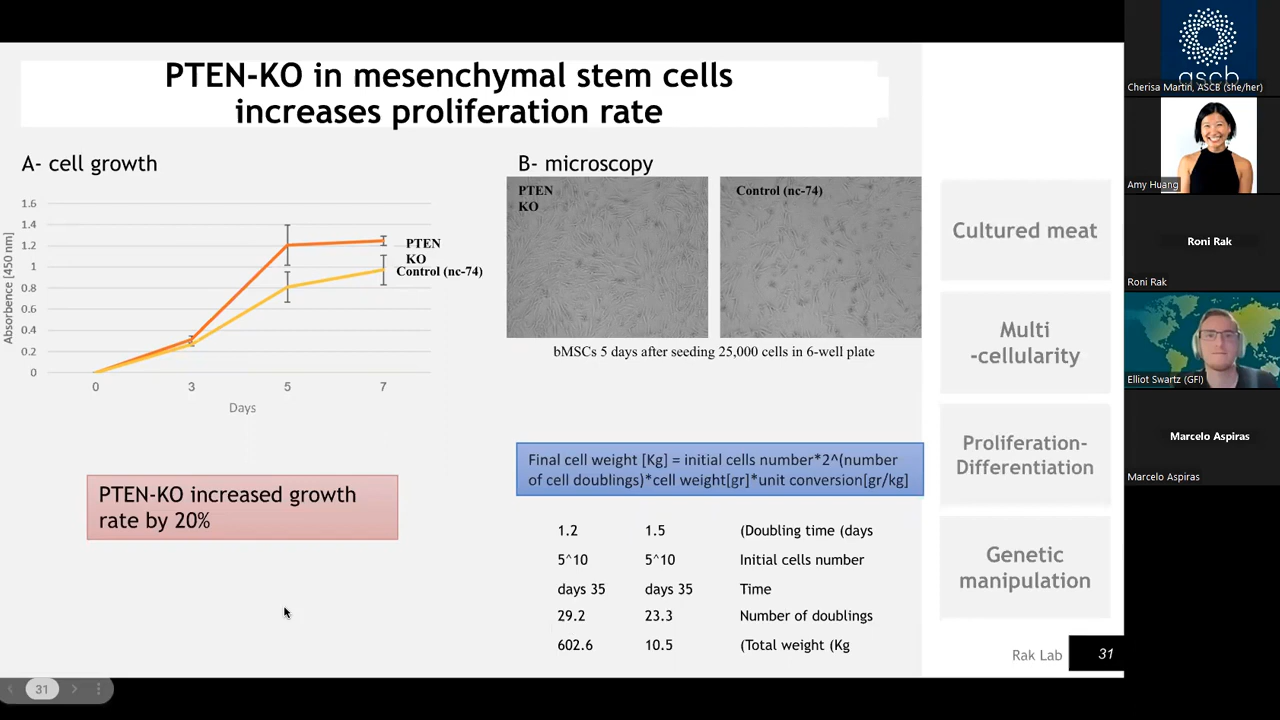 PTEN-KO in mesenchymal stem cells
increases proliferation rate
A- cell growth
1.6
1.4
1.2
1
0.8
0.6
0.4
0.2
0
Absorbence [450 nm]
0 3 5 7
Days
PTEN
KO
Control (nc-74)
PTEN-KO increased growth
rate by 20%
B- microscopy
PTEN
KO
Control (nc-74)
bMSCs 5 days after seeding 25,000 cells in 6-well plate
Final cell weight [Kg] = initial cells number*2^(number
of cell doublings)*cell weight[gr]*unit conversion[gr/kg]
1.2 1.5 (Doubling time (days
5^10 5^10 Initial cells number
days 35 days 35 Time
29.2 23.3 Number of doublings
602.6 10.5 (Total weight (Kg
Cultured meat
Multi
-cellularity
Proliferation-
Differentiation
Genetic
manipulation
Rak Lab 31
31
ascb
Cherisa Martin, ASCB (she/her)
Amy Huang
Roni Rak
Roni Rak
Elliot Swartz (GFI)
Marcelo Aspiras
Marcelo Aspiras